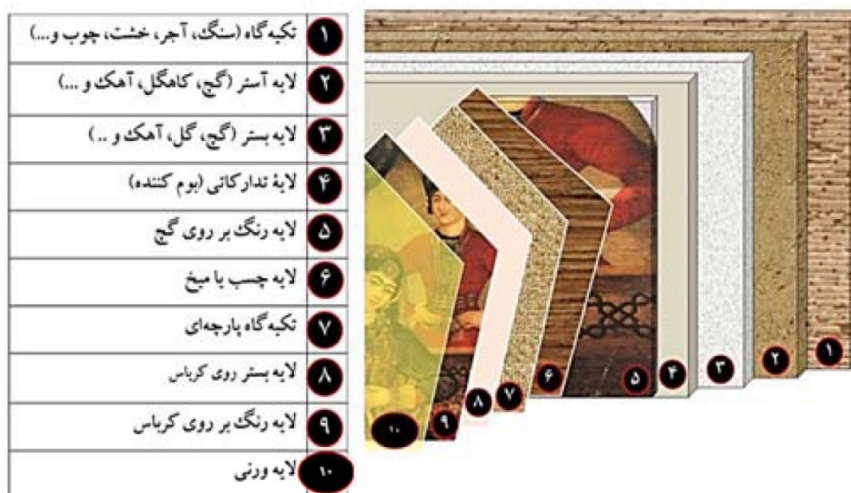 ۱ تکیه‌گاه (سنگ، آجر، خشت، چوب و...)
۲ لایه آستر (گچ، کاهگل، آهک و ...)
۳ لایه بستر (گچ، گل، آهک و ..)
۴ لایهٔ تدارکاتی (بوم کننده)
۵ لایه رنگ بر روی گچ
۶ لایه چسب یا میخ
۷ تکیه‌گاه پارچه‌ای
۸ لایه بستر روی کرباس
۹ لایه رنگ بر روی کرباس
۱۰ لایه ورنی
۱
۲
۳
۴
۵
۶
۷
۸
۹
۱۰